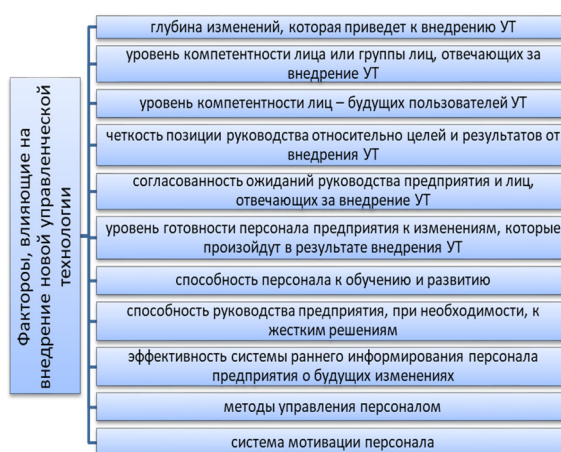 Фактороы, влияющие на
внедрение новой управленческой
технологии
глубина изменений, которая приведет к внедрению УТ
уровень компетентности лица или группы лиц, отвечающих за
внедрение УТ
уровень компетентности лиц – будущих пользователей УТ
четкость позиции руководства относительно целей и результатов от
внедрения УТ
согласованность ожиданий руководства предприятия и лиц,
отвечающих за внедрение УТ
уровень готовности персонала предприятия к изменениям, которые
произойдут в результате внедрения УТ
способность персонала к обучению и развитию
способность руководства предприятия, при необходимости, к
жестким решениям
эффективность системы раннего информирования персонала
предприятия о будущих изменениях
методы управления персоналом
система мотивации персонала